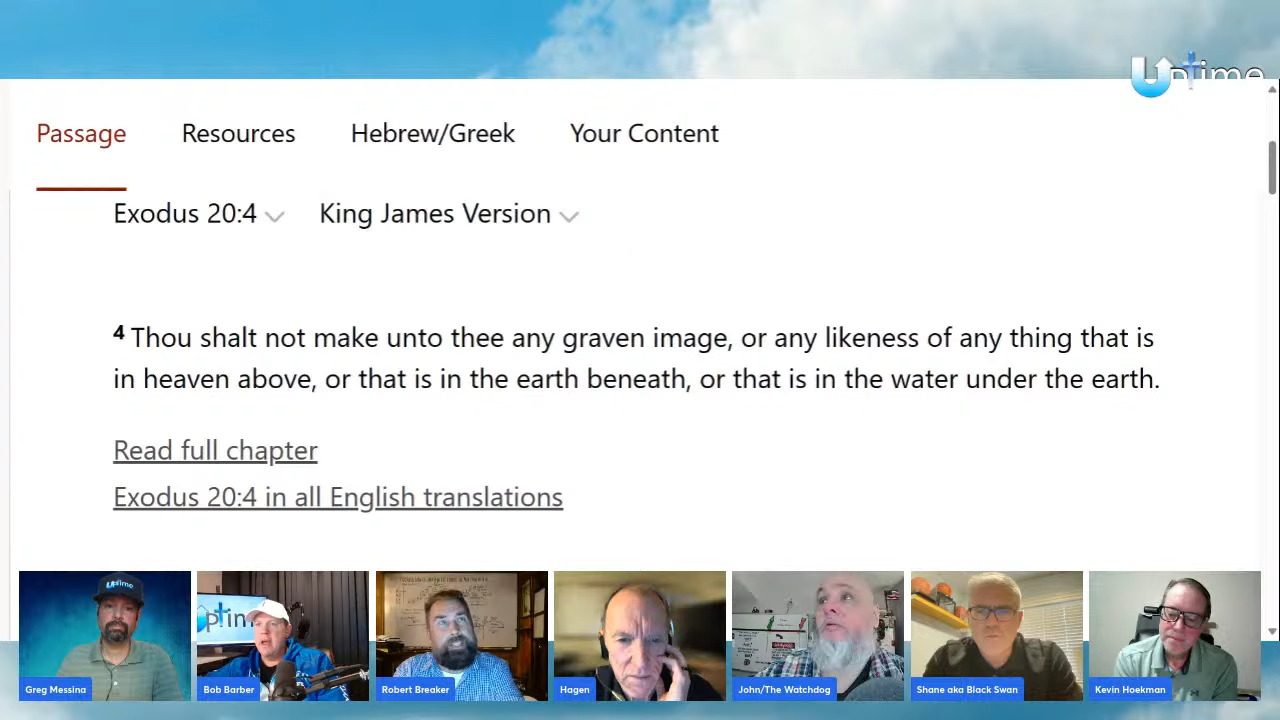 Uptime
Passage Resources Hebrew/Greek Your Content
Exodus 20:4 King James Version
4 Thou shalt not make unto thee any graven image, or any likeness of any thing that is
in heaven above, or that is in the earth beneath, or that is in the water under the earth.
Read full chapter
Exodus 20:4 in all English translations
Uptime
ptin
Greg Messina
Bob Barber
Robert Breaker
Hagen
John/The Watchdog
Shane aka Black Swan
Kevin Hoekman